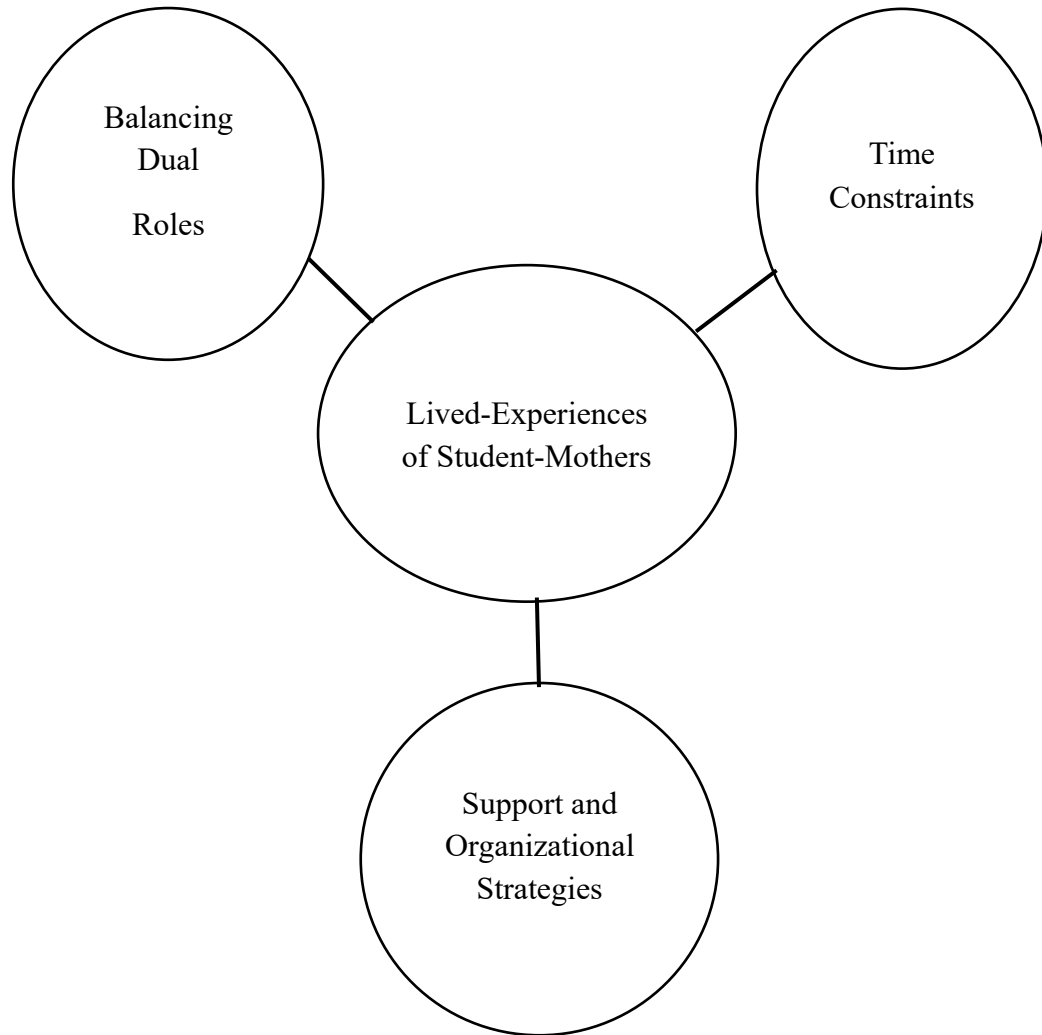 Balancing
Dual
Roles
Time
Constraints
Lived-Experiences
of Student-Mothers
Support and
Organizational
Strategies